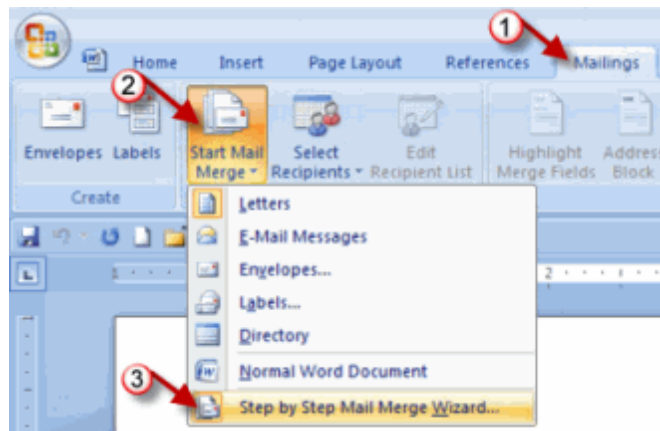 1
Home Insert Page Layout References Mailings
2
Envelopes Labels Start Mail Select Edit Highlight Address
Merge Recipients Recipient List Merge Fields Block
Create
Letters
E-Mail Messages
Envelopes...
2
Labels...
Directory
Normal Word Document
3
Step by Step Mail Merge Wizard...